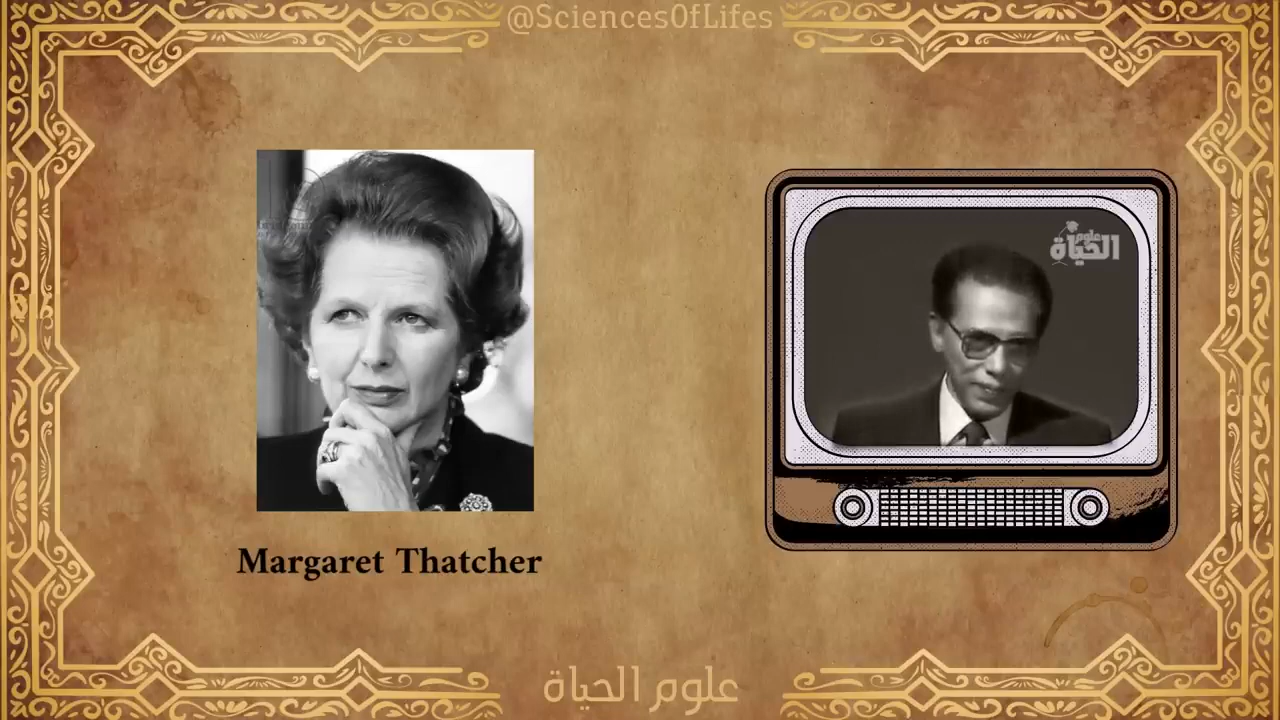 @SciencesOfLifes
علوم
الحياة
Margaret Thatcher
علوم الحياة